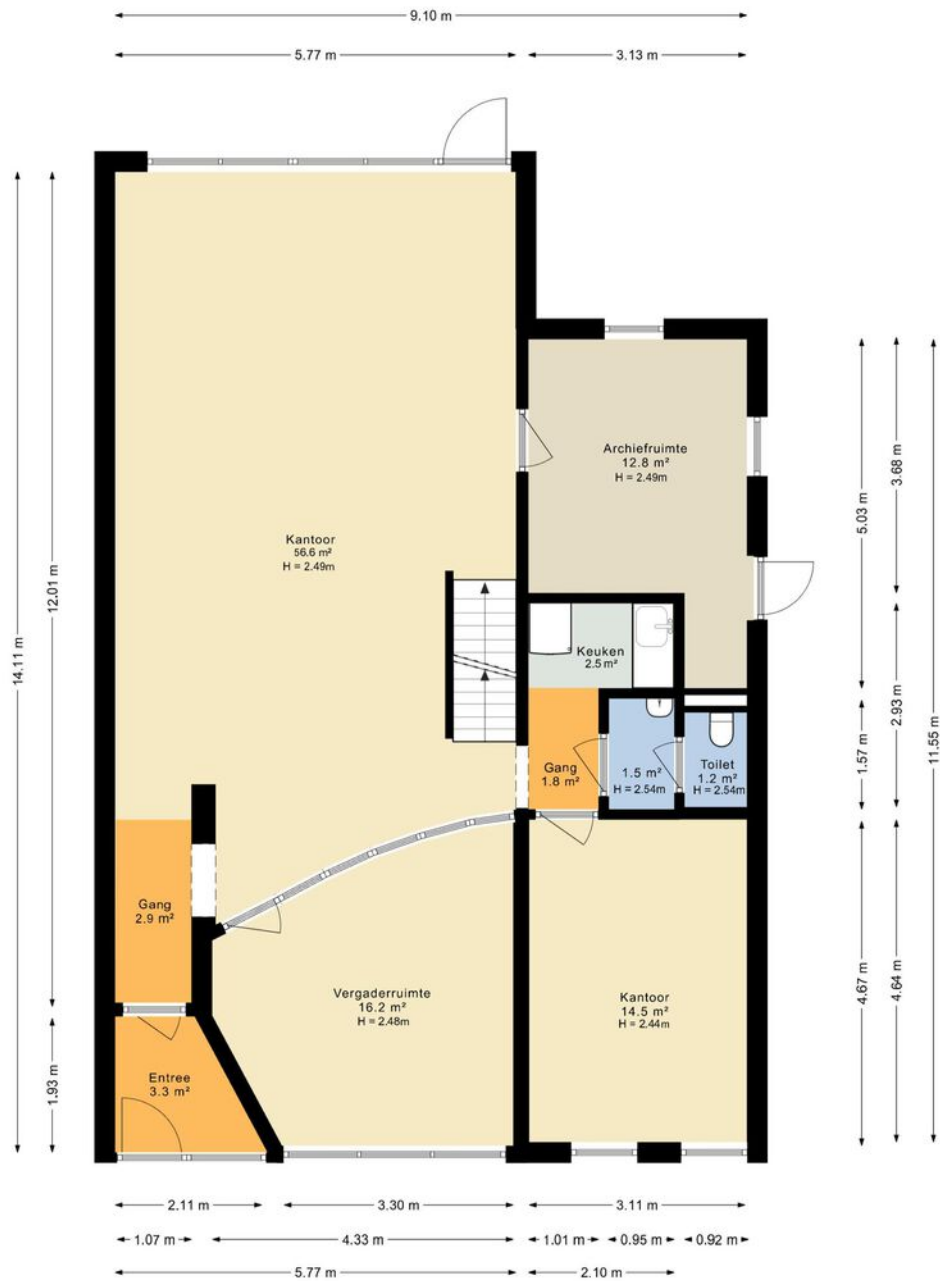 9.10 m
5.77 m
3.13 m
14.11 m
12.01 m
1.93 m
Kantoor
56.6 m²
H = 2.49m
Archiefruimte
12.8 m²
H = 2.49m
Keuken
2.5 m²
Gang
1.8 m²
1.5 m²
H = 2.54m
Toilet
1.2 m²
H = 2.54m
Gang
2.9 m²
Vergaderruimte
16.2 m²
H = 2.48m
Kantoor
14.5 m²
H = 2.44m
Entree
3.3 m²
5.03 m
1.57 m
4.67 m
3.68 m
2.93 m
4.64 m
11.55 m
2.11 m
3.30 m
3.11 m
1.07 m
4.33 m
1.01 m
0.95 m
0.92 m
5.77 m
2.10 m